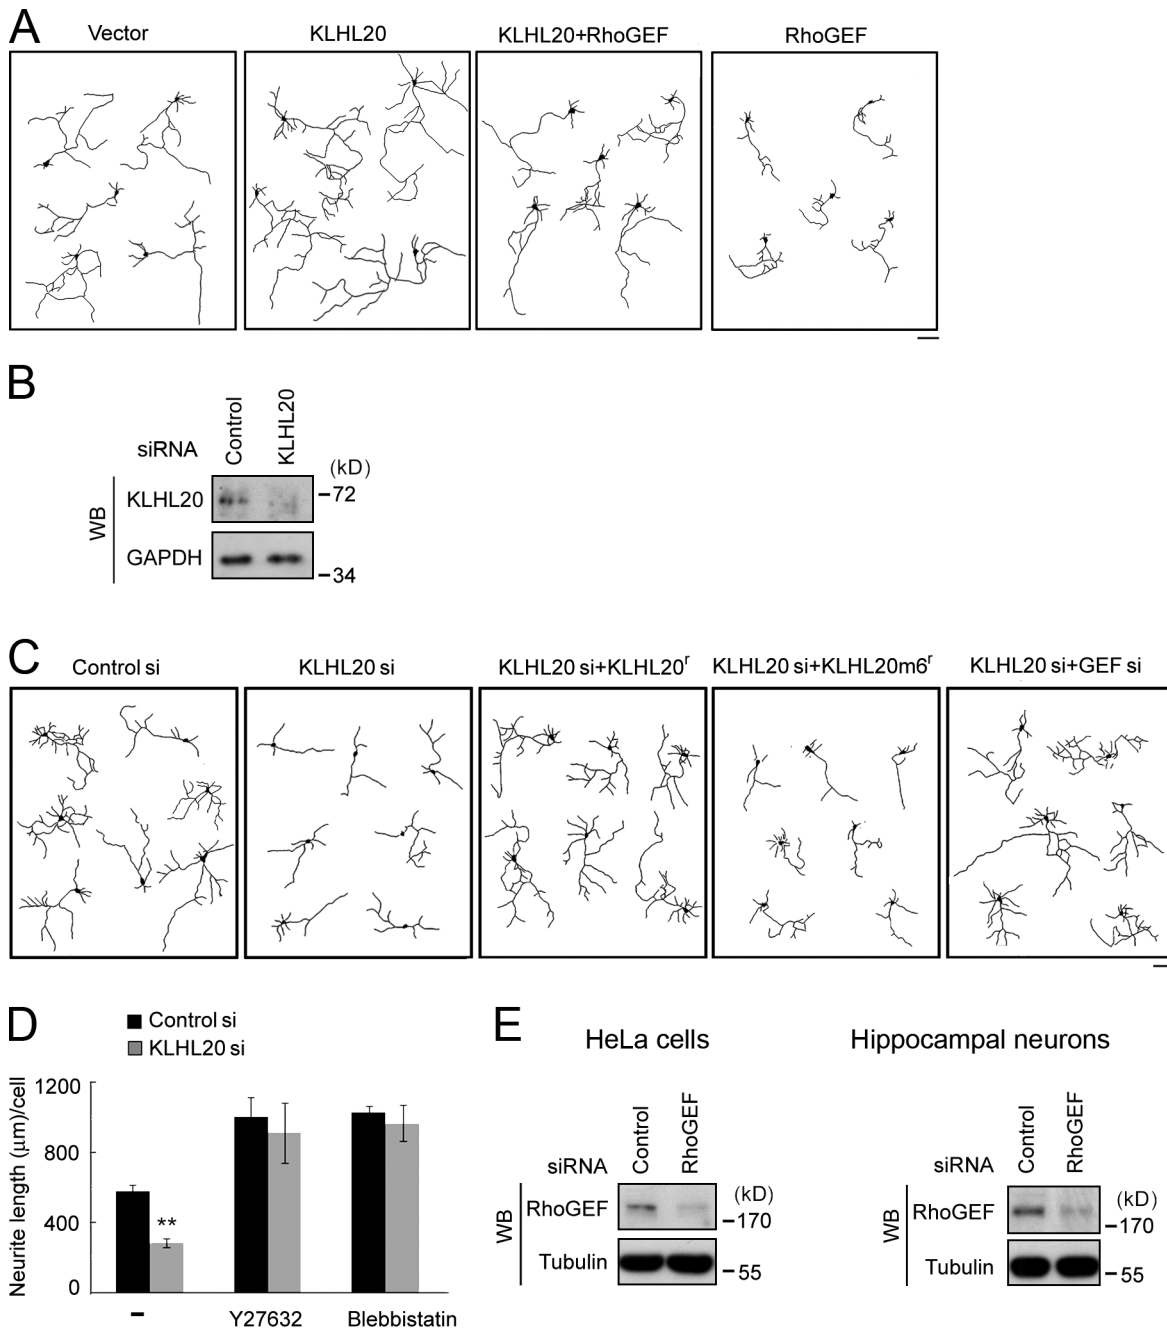 A
Vector
KLHL20
KLHL20+RhoGEF
RhoGEF
B
siRNA
Control
KLHL20
(kD)
WB
KLHL20
−72
GAPDH
−34
C
Control si
KLHL20 si
KLHL20 si+KLHL20r
KLHL20 si+KLHL20m6r
KLHL20 si+GEF si
D
Control si
KLHL20 si
Neurite length (μm)/cell
1200
800
400
0
**
−
Y27632
Blebbistatin
E
HeLa cells
siRNA
Control
RhoGEF
(kD)
WB
RhoGEF
−170
Tubulin
−55
Hippocampal neurons
siRNA
Control
RhoGEF
(kD)
WB
RhoGEF
−170
Tubulin
−55